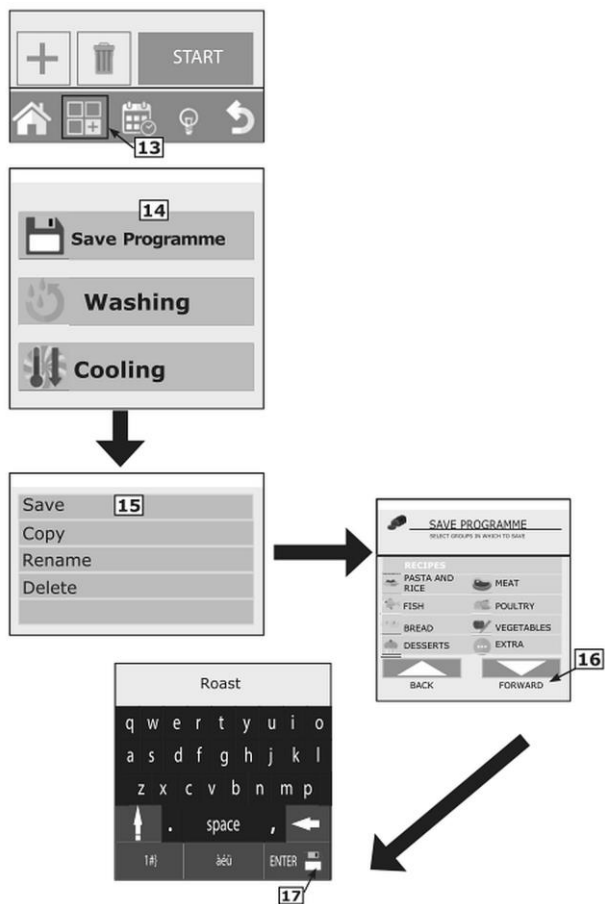 START
13
14
Save Programme
Washing
Cooling
Save 15
Copy
Rename
Delete
SAVE PROGRAMME
SELECT GROUPS IN WHICH TO SAVE
RECIPES
PASTA AND RICE MEAT
FISH POULTRY
BREAD VEGETABLES
DESSERTS EXTRA
16
BACK FORWARD
Roast
q w e r t y u i o
a s d f g h j k l
z x c v b n m p
. space ,
1#} àéü ENTER
17